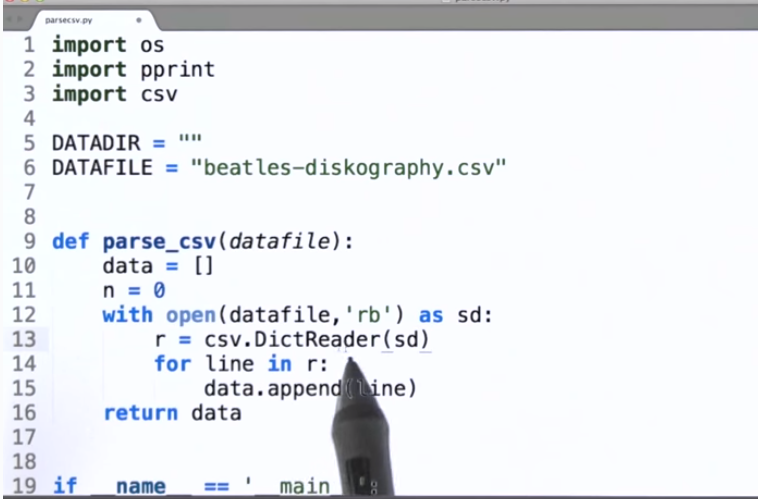 parsecsv.py
1 import os
2 import pprint
3 import csv
4
5 DATADIR = ""
6 DATAFILE = "beatles-diskography.csv"
7
8
9 def parse_csv(datafile):
10 data = []
11 n = 0
12 with open(datafile,'rb') as sd:
13 r = csv.DictReader(sd)
14 for line in r:
15 data.append(line)
16 return data
17
18
19 if __name__ == '__main__':